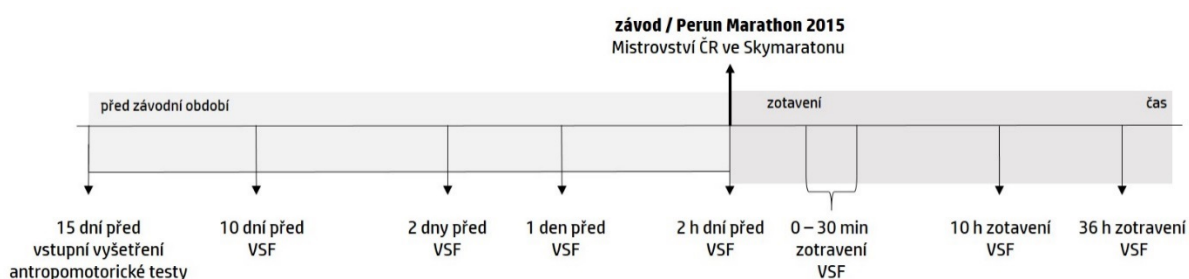 závod / Perun Marathon 2015
Mistrovství ČR ve Skymaratonu
před závodní období
zotavení
čas
15 dní před
vstupní vyšetření
antropomotorické testy
10 dní před
VSF
2 dny před
VSF
1 den před
VSF
2 h dní před
VSF
0 – 30 min
zotravení
VSF
10 h zotavení
VSF
36 h zotravení
VSF